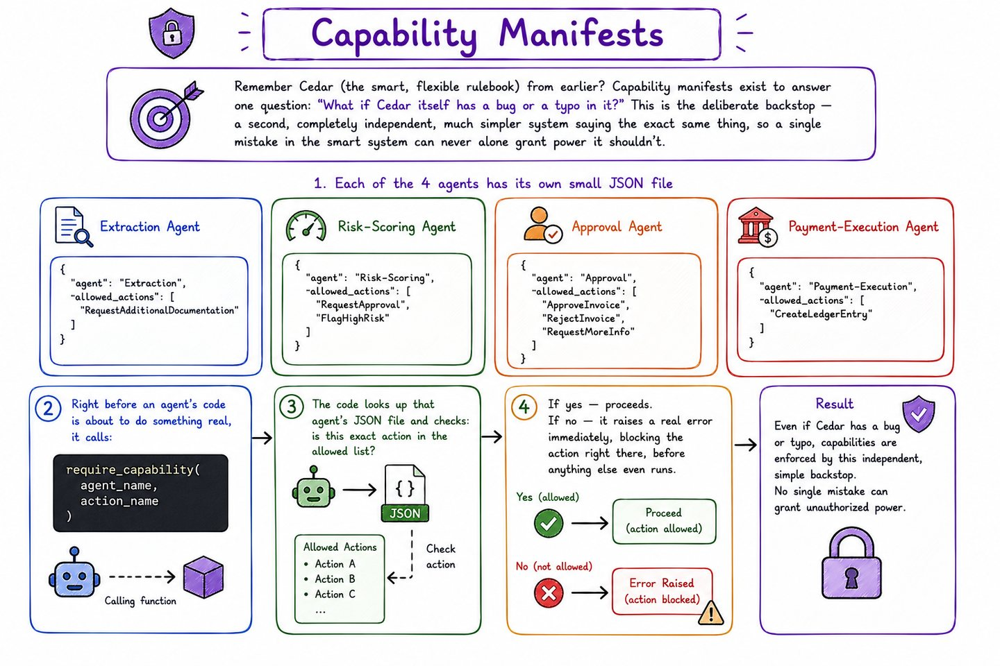 Capability Manifests
Remember Cedar (the smart, flexible rulebook) from earlier? Capability manifests exist to answer
one question: “What if Cedar itself has a bug or a typo in it?” This is the deliberate backstop —
a second, completely independent, much simpler system saying the exact same thing, so a single
mistake in the smart system can never alone grant power it shouldn’t.
1. Each of the 4 agents has its own small JSON file
Extraction Agent
{
"agent": "Extraction",
"allowed_actions": [
"RequestAdditionalDocumentation"
]
}
Risk-Scoring Agent
{
"agent": "Risk-Scoring",
"allowed_actions": [
"RequestApproval",
"FlagHighRisk"
]
}
Approval Agent
{
"agent": "Approval",
"allowed_actions": [
"ApproveInvoice",
"RejectInvoice",
"RequestMoreInfo"
]
}
Payment-Execution Agent
{
"agent": "Payment-Execution",
"allowed_actions": [
"CreateLedgerEntry"
]
}
2
Right before an agent’s code
is about to do something real,
it calls:
require_capability(
agent_name,
action_name
)
Calling function
3
The code looks up that
agent’s JSON file and checks:
is this exact action in the
allowed list?
{}
JSON
Allowed Actions
• Action A
• Action B
• Action C
...
Check
action
4
If yes — proceeds.
If no — it raises a real error
immediately, blocking the
action right there, before
anything else even runs.
Yes (allowed)
Proceed
(action allowed)
No (not allowed)
Error Raised
(action blocked)
Result
Even if Cedar has a bug
or typo, capabilities are
enforced by this independent,
simple backstop.
No single mistake can
grant unauthorized power.